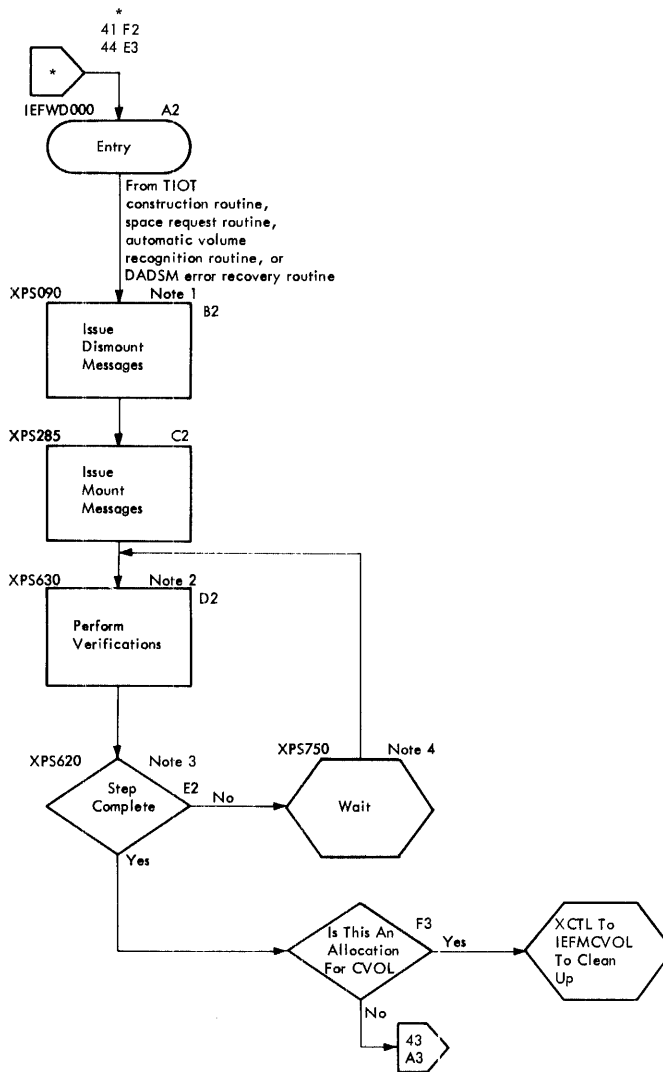 *
41 F2
44 E3
*
IEFWD000
A2
Entry
From TIOT
construction routine,
space request routine,
automatic volume
recognition routine, or
DADSM error recovery routine
XPS090
Note 1
B2
Issue
Dismount
Messages
XPS285
C2
Issue
Mount
Messages
XPS630
Note 2
D2
Perform
Verifications
XPS620
Note 3
E2
Step
Complete
No
XPS750
Note 4
Wait
Yes
F3
Is This An
Allocation
For CVOL
Yes
XCTL To
IEFMCVOL
To Clean
Up
No
43
A3